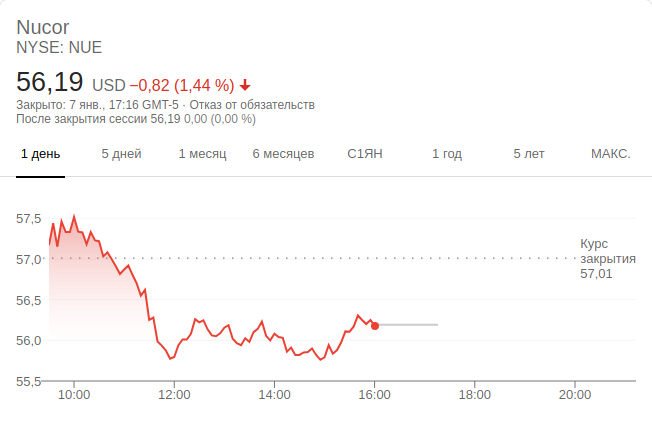 Nucor
NYSE: NUE
56,19 USD −0,82 (1,44 %)
Закрыто: 7 янв., 17:16 GMT-5 · Отказ от обязательств
После закрытия сессии 56,19 0,00 (0,00 %)
1 день 5 дней 1 месяц 6 месяцев С1ЯН 1 год 5 лет МАКС.
57,5
57,0
56,5
56,0
55,5
Курс
закрытия
57,01
10:00 12:00 14:00 16:00 18:00 20:00